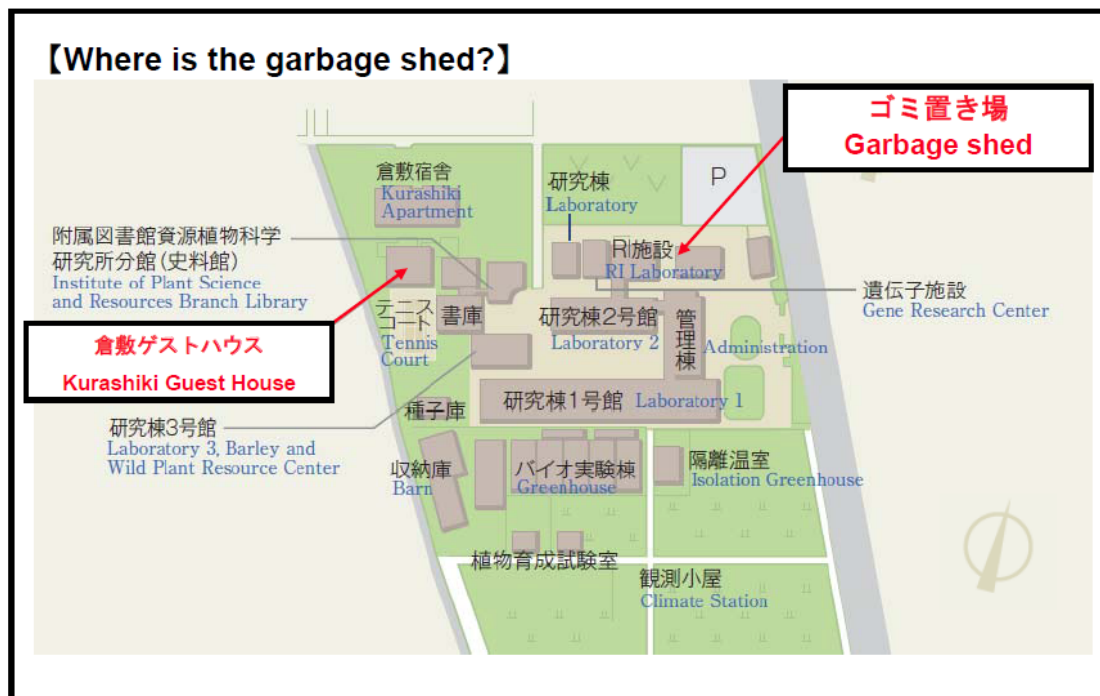 【Where is the garbage shed?】
ゴミ置き場
Garbage shed
P
倉敷宿舎
Kurashiki
Apartment
研究棟
Laboratory
附属図書館資源植物科学
研究所分館(史料館)
Institute of Plant Science
and Resources Branch Library
RI施設
RI Laboratory
遺伝子施設
Gene Research Center
テニス
コート
Tennis
Court
書庫
研究棟2号館
Laboratory 2
管理棟
Administration
倉敷ゲストハウス
Kurashiki Guest House
研究棟1号館 Laboratory 1
種子庫
研究棟3号館
Laboratory 3, Barley and
Wild Plant Resource Center
収納庫
Barn
バイオ実験棟
Greenhouse
隔離温室
Isolation Greenhouse
植物育成試験室
観測小屋
Climate Station